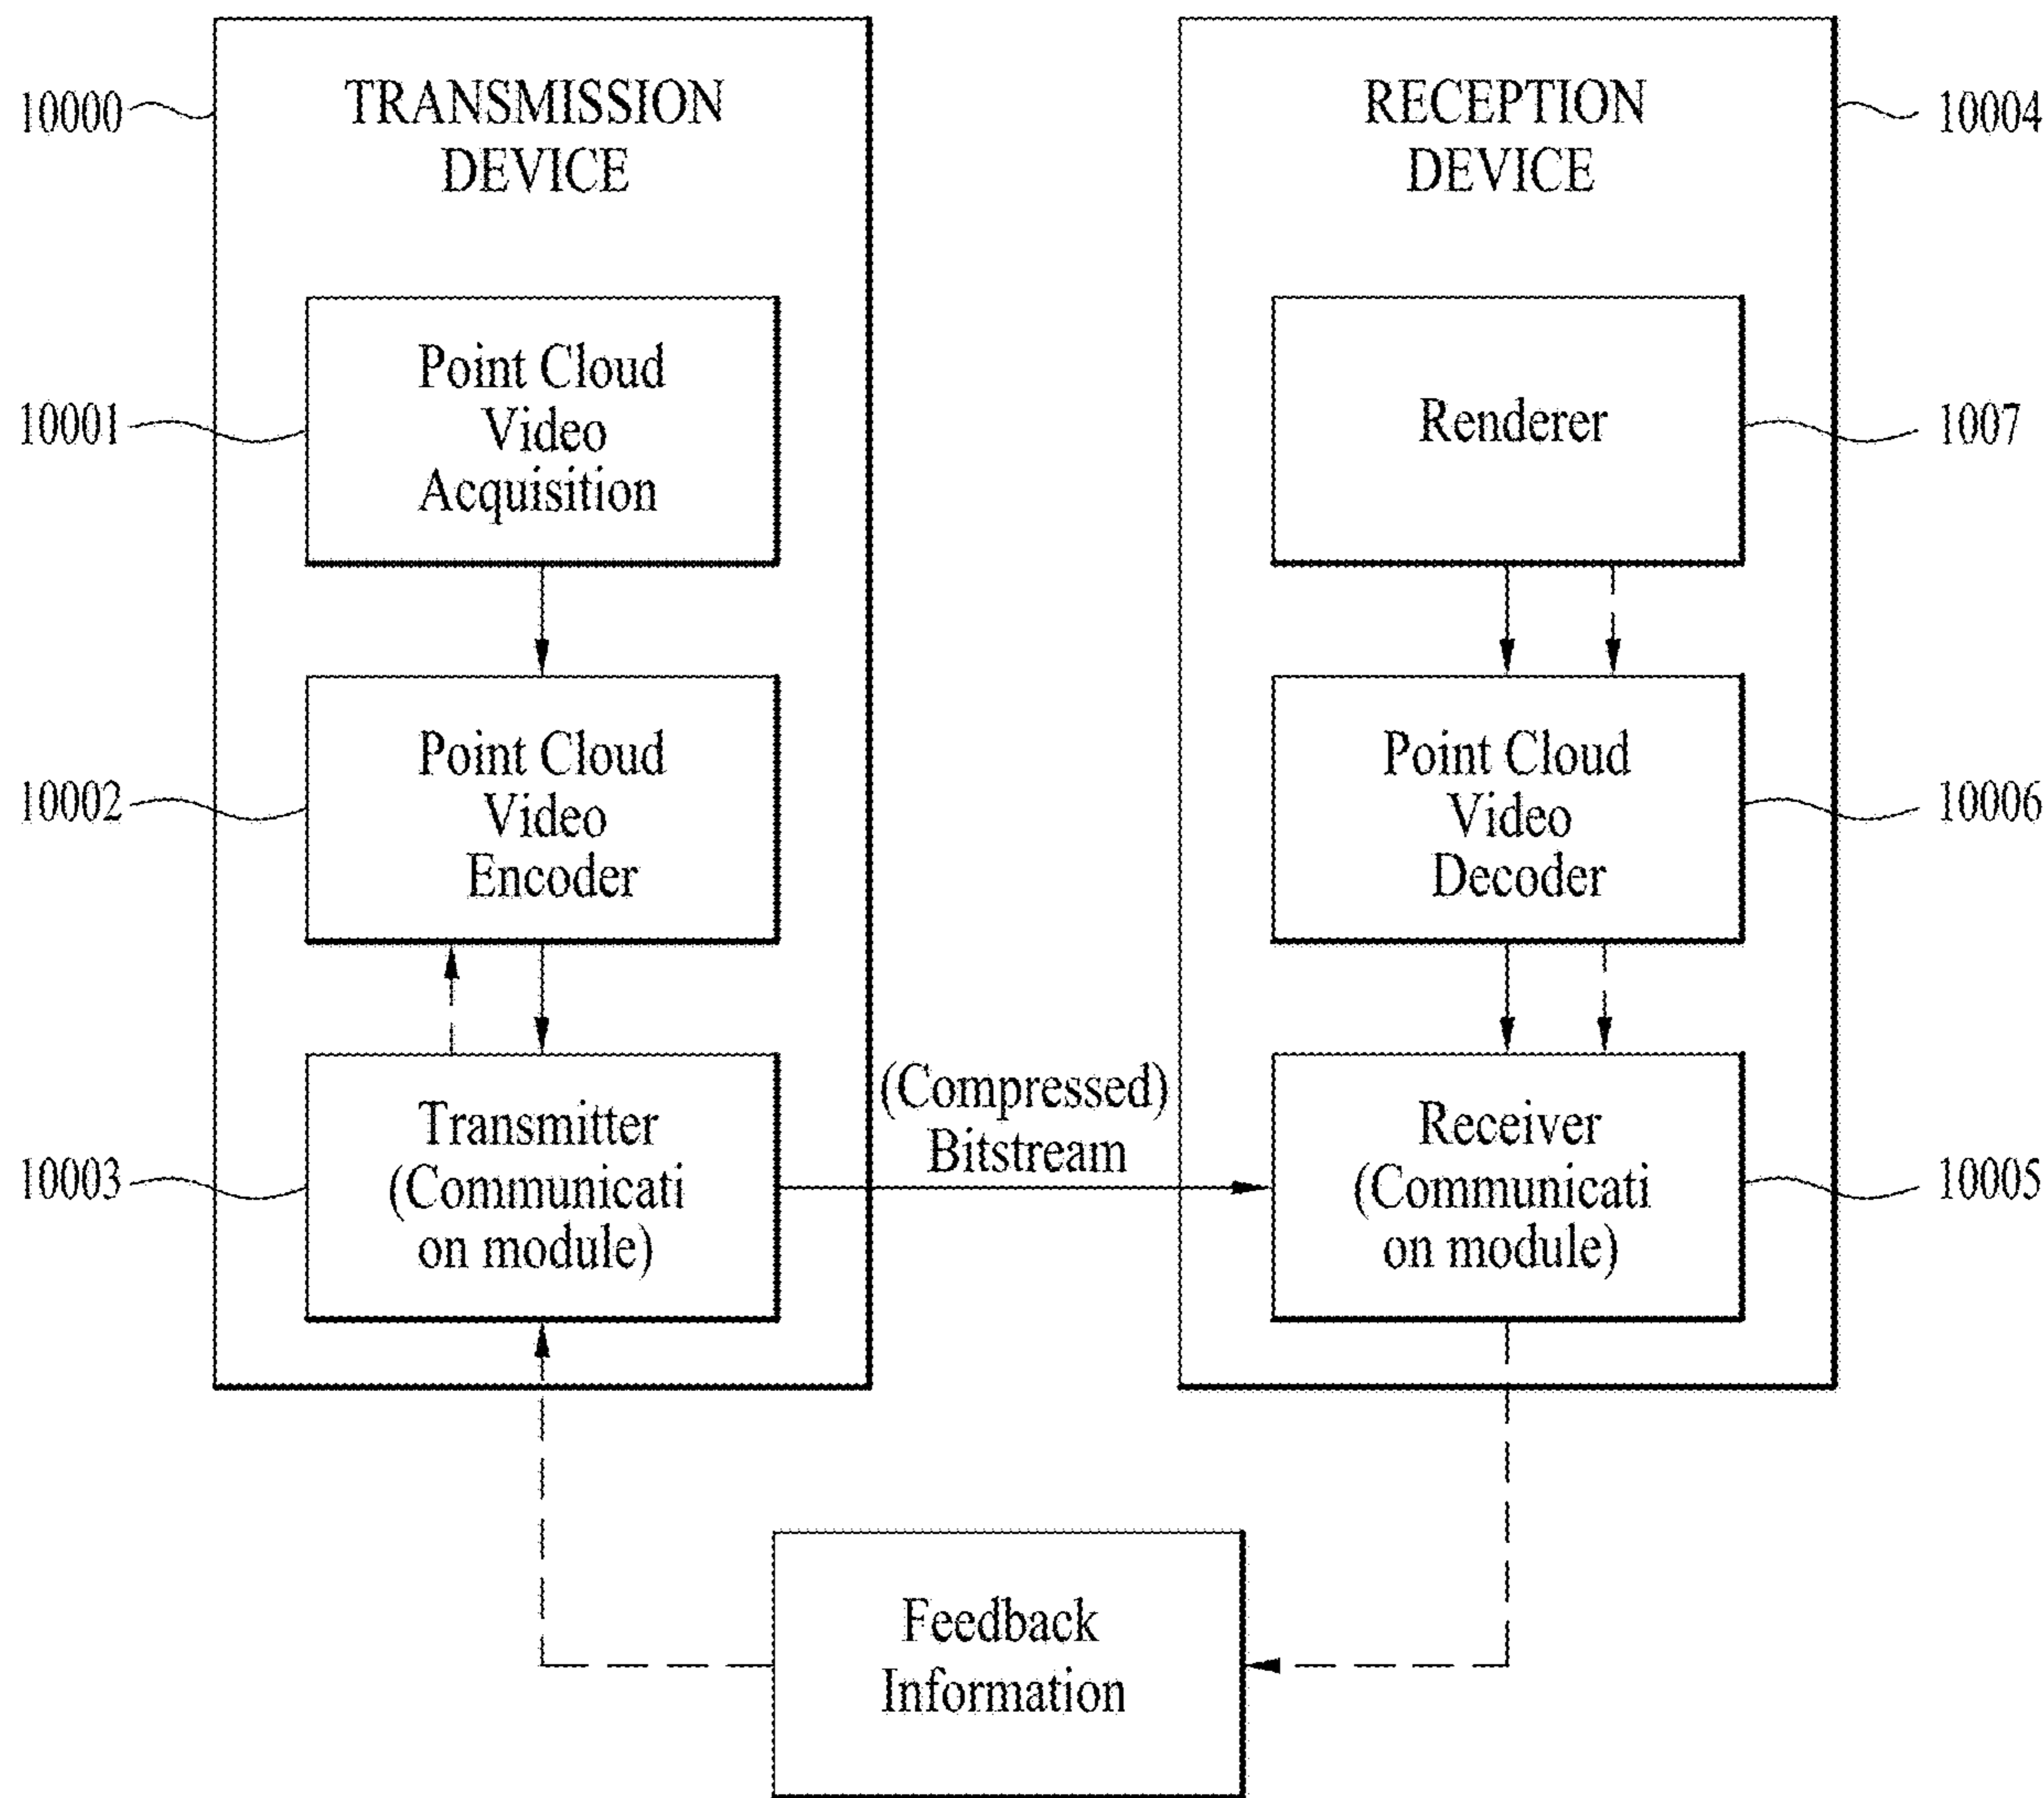 TRANSMISSION
DEVICE
10000
Point Cloud
Video
Acquisition
10001
Point Cloud
Video
Encoder
10002
Transmitter
(Communicati
on module)
10003
(Compressed)
Bitstream
RECEPTION
DEVICE
10004
Renderer
1007
Point Cloud
Video
Decoder
10006
Receiver
(Communicati
on module)
10005
Feedback
Information